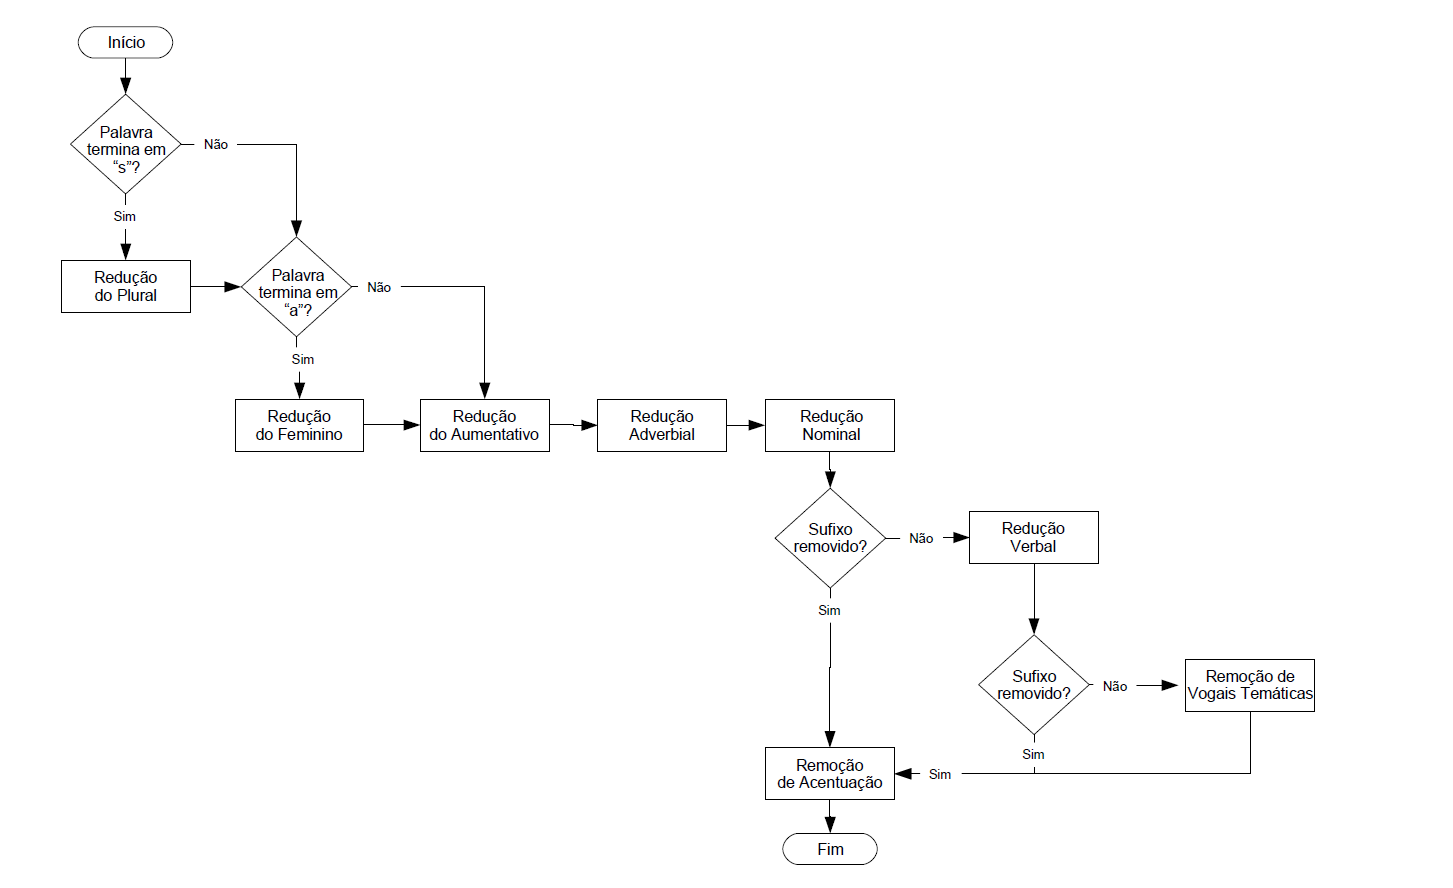 Início
Palavra
termina em
“s”?
Não
Sim
Redução
do Plural
Palavra
termina em
“a”?
Não
Sim
Redução
do Feminino
Redução
do Aumentativo
Redução
Adverbial
Redução
Nominal
Sufixo
removido?
Não
Redução
Verbal
Sim
Sufixo
removido?
Não
Remoção de
Vogais Temáticas
Sim
Remoção
de Acentuação
Sim
Fim